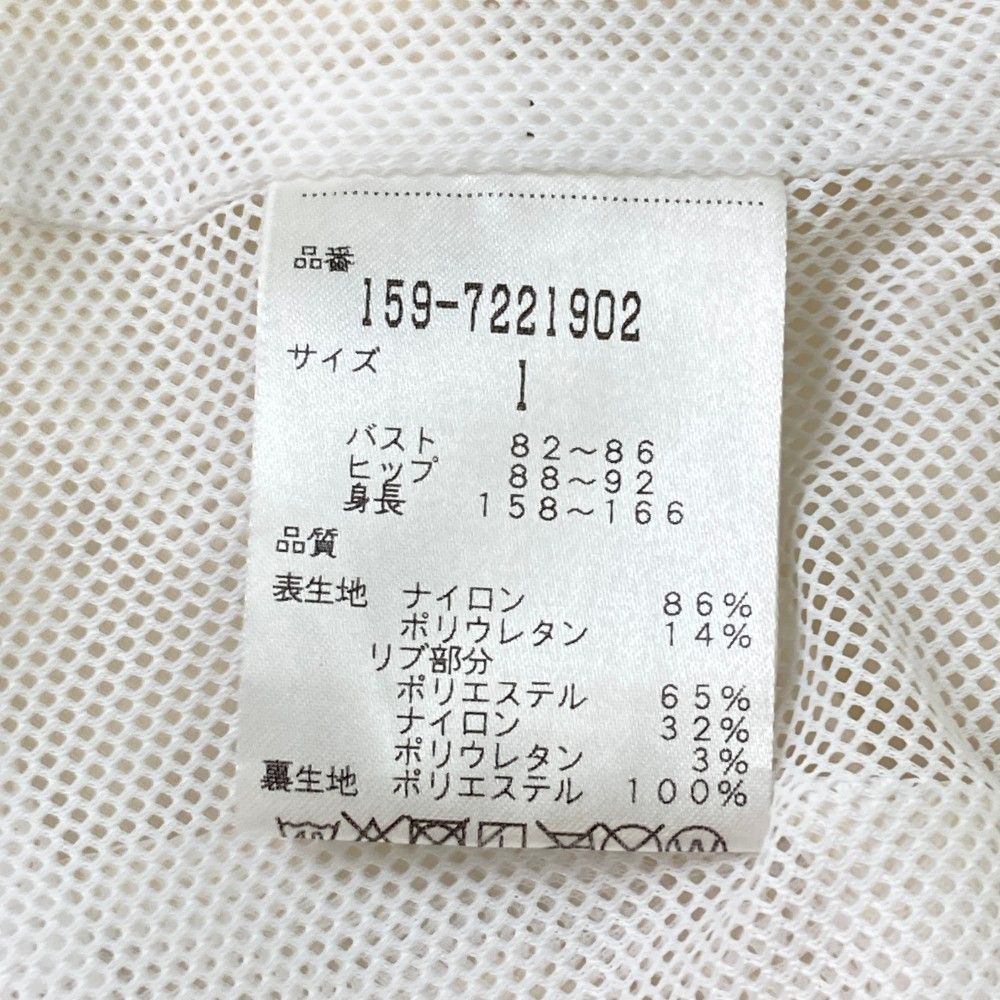 品番
159-7221902
サイズ
1
バスト 82～86
ヒップ 88～92
身長 158～166
品質
表生地 ナイロン 86%
ポリウレタン 14%
リブ部分
ポリエステル 65%
ナイロン 32%
ポリウレタン 3%
裏生地 ポリエステル 100%